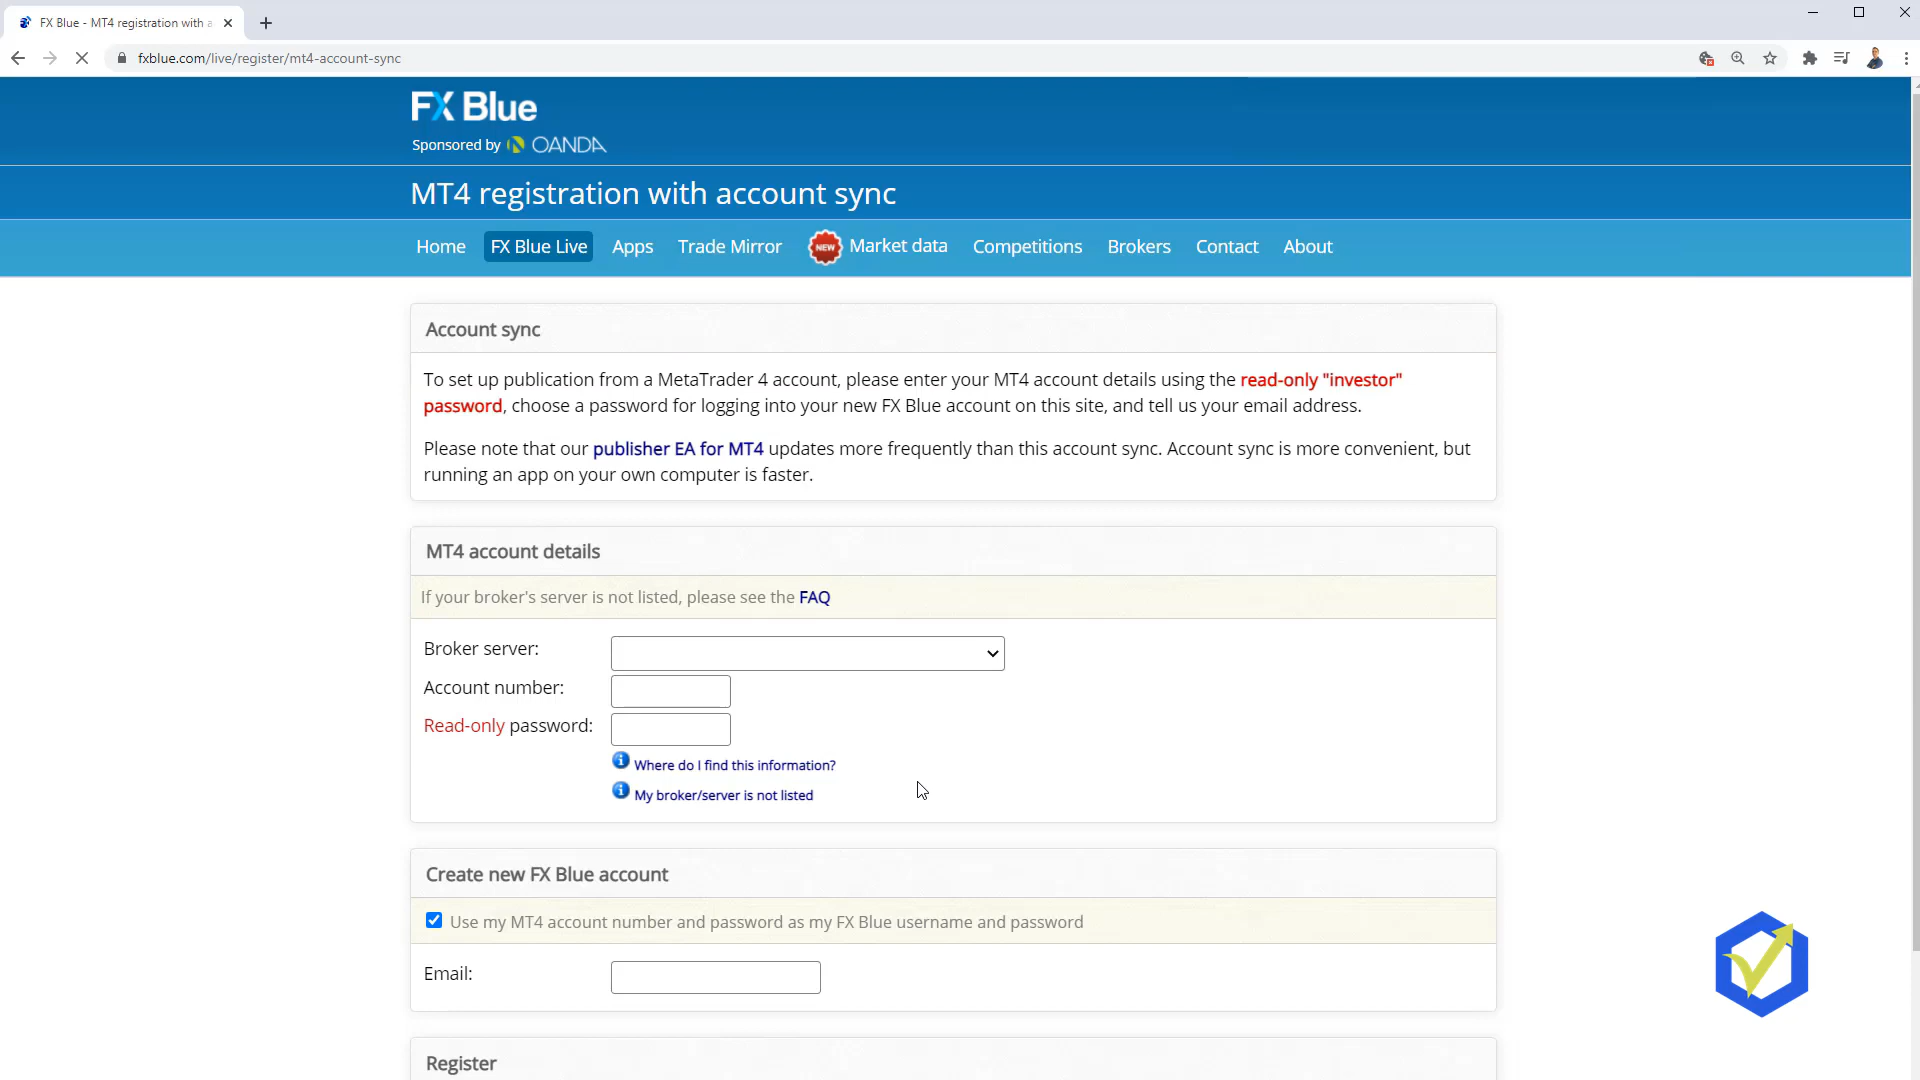 FX Blue - MT4 registration with a
fxblue.com/live/register/mt4-account-sync
FX Blue
Sponsored by OANDA
MT4 registration with account sync
Home FX Blue Live Apps Trade Mirror NEW Market data Competitions Brokers Contact About
Account sync
To set up publication from a MetaTrader 4 account, please enter your MT4 account details using the read-only "investor"
password, choose a password for logging into your new FX Blue account on this site, and tell us your email address.
Please note that our publisher EA for MT4 updates more frequently than this account sync. Account sync is more convenient, but
running an app on your own computer is faster.
MT4 account details
If your broker's server is not listed, please see the FAQ
Broker server:
Account number:
Read-only password:
Where do I find this information?
My broker/server is not listed
Create new FX Blue account
Use my MT4 account number and password as my FX Blue username and password
Email:
Register